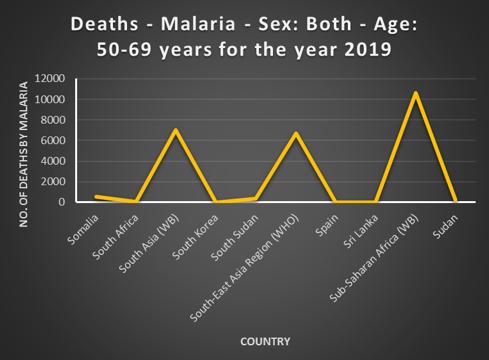 Deaths - Malaria - Sex: Both - Age:
50-69 years for the year 2019
NO. OF DEATHS BY MALARIA
12000
10000
8000
6000
4000
2000
0
Somalia
South Africa
South Asia (WB)
South Korea
South Sudan
South-East Asia Region (WHO)
Spain
Sri Lanka
Sub-Saharan Africa (WB)
Sudan
COUNTRY